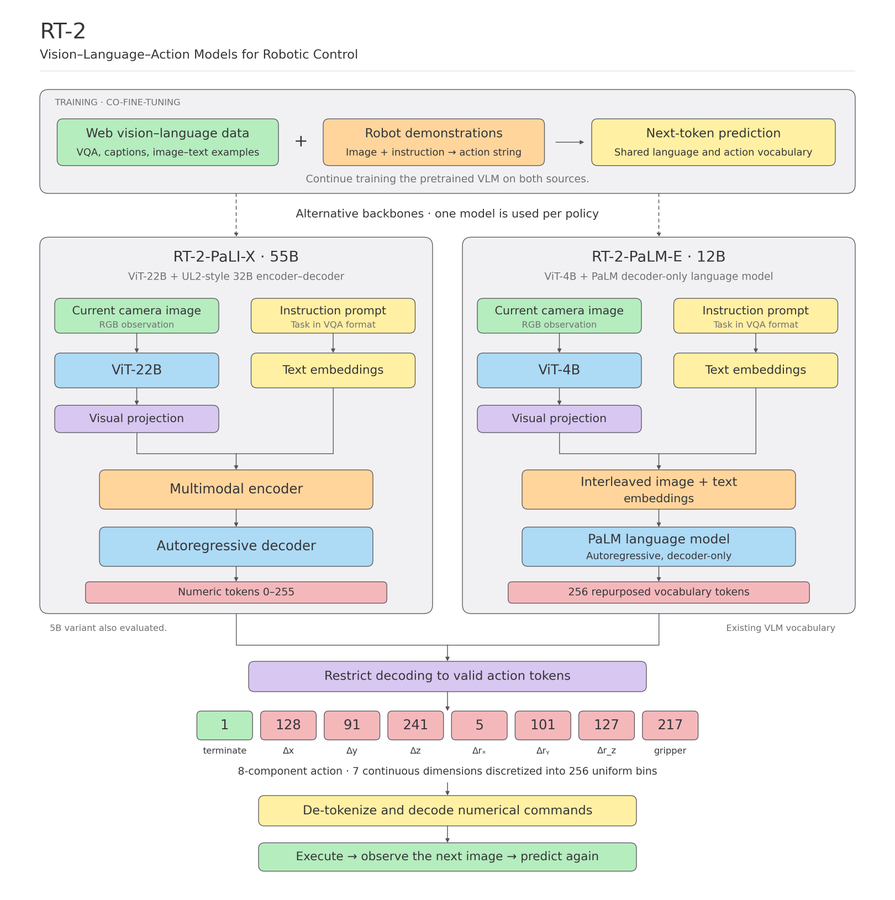 RT-2
Vision–Language–Action Models for Robotic Control
TRAINING · CO-FINE-TUNING
Web vision–language data
VQA, captions, image–text examples
+
Robot demonstrations
Image + instruction → action string
Next-token prediction
Shared language and action vocabulary
Continue training the pretrained VLM on both sources.
Alternative backbones · one model is used per policy
RT-2-PaLI-X · 55B
ViT-22B + UL2-style 32B encoder–decoder
Current camera image
RGB observation
Instruction prompt
Task in VQA format
ViT-22B
Text embeddings
Visual projection
Multimodal encoder
Autoregressive decoder
Numeric tokens 0–255
5B variant also evaluated.
RT-2-PaLM-E · 12B
ViT-4B + PaLM decoder-only language model
Current camera image
RGB observation
Instruction prompt
Task in VQA format
ViT-4B
Text embeddings
Visual projection
Interleaved image + text
embeddings
PaLM language model
Autoregressive, decoder-only
256 repurposed vocabulary tokens
Existing VLM vocabulary
Restrict decoding to valid action tokens
1 128 91 241 5 101 127 217
terminate Δx Δy Δz Δrₓ Δrᵧ Δr_z gripper
8-component action · 7 continuous dimensions discretized into 256 uniform bins
De-tokenize and decode numerical commands
Execute → observe the next image → predict again